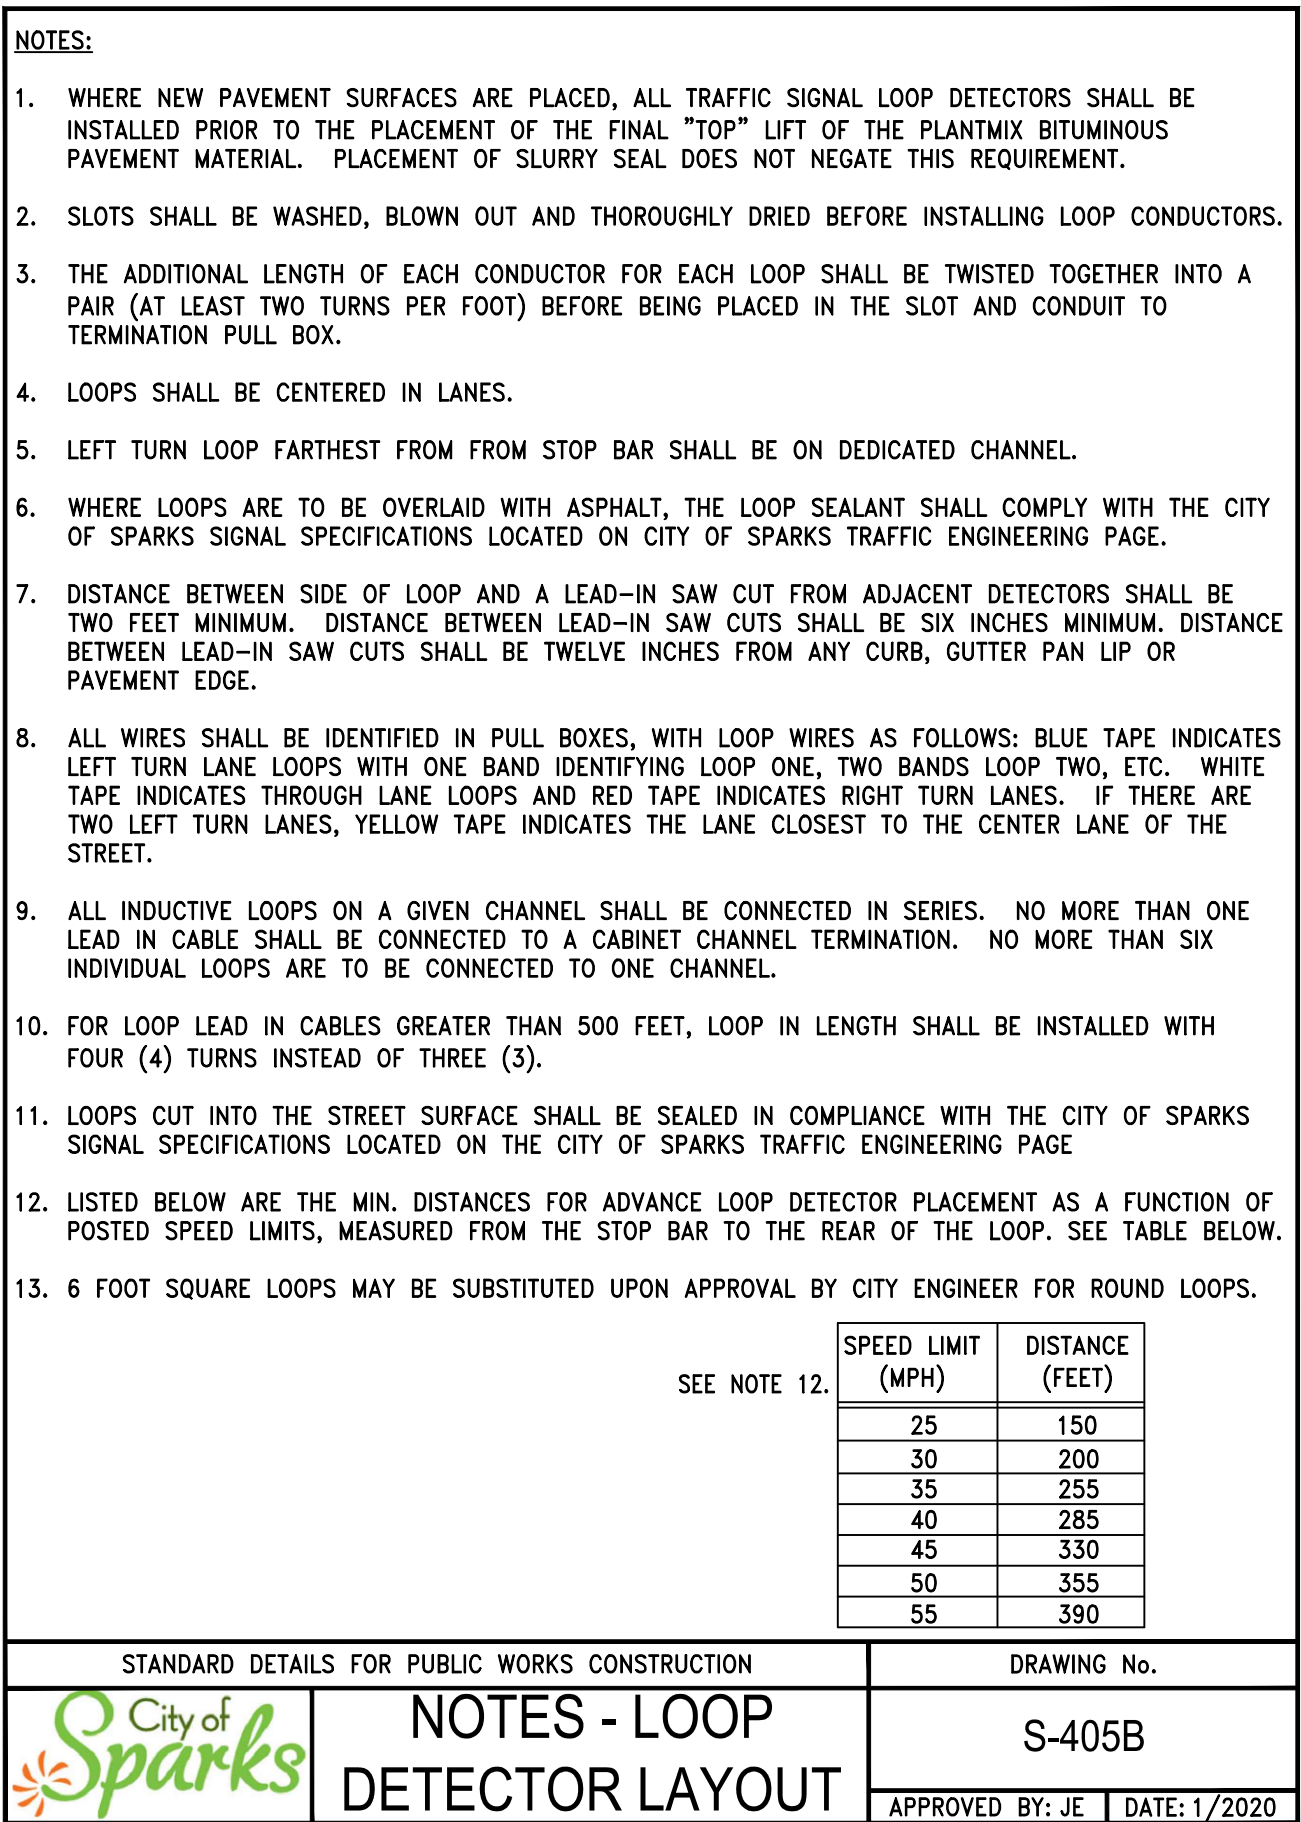 NOTES:
1. WHERE NEW PAVEMENT SURFACES ARE PLACED, ALL TRAFFIC SIGNAL LOOP DETECTORS SHALL BE
INSTALLED PRIOR TO THE PLACEMENT OF THE FINAL "TOP" LIFT OF THE PLANTMIX BITUMINOUS
PAVEMENT MATERIAL. PLACEMENT OF SLURRY SEAL DOES NOT NEGATE THIS REQUIREMENT.
2. SLOTS SHALL BE WASHED, BLOWN OUT AND THOROUGHLY DRIED BEFORE INSTALLING LOOP CONDUCTORS.
3. THE ADDITIONAL LENGTH OF EACH CONDUCTOR FOR EACH LOOP SHALL BE TWISTED TOGETHER INTO A
PAIR (AT LEAST TWO TURNS PER FOOT) BEFORE BEING PLACED IN THE SLOT AND CONDUIT TO
TERMINATION PULL BOX.
4. LOOPS SHALL BE CENTERED IN LANES.
5. LEFT TURN LOOP FARTHEST FROM FROM STOP BAR SHALL BE ON DEDICATED CHANNEL.
6. WHERE LOOPS ARE TO BE OVERLAID WITH ASPHALT, THE LOOP SEALANT SHALL COMPLY WITH THE CITY
OF SPARKS SIGNAL SPECIFICATIONS LOCATED ON CITY OF SPARKS TRAFFIC ENGINEERING PAGE.
7. DISTANCE BETWEEN SIDE OF LOOP AND A LEAD-IN SAW CUT FROM ADJACENT DETECTORS SHALL BE
TWO FEET MINIMUM. DISTANCE BETWEEN LEAD-IN SAW CUTS SHALL BE SIX INCHES MINIMUM. DISTANCE
BETWEEN LEAD-IN SAW CUTS SHALL BE TWELVE INCHES FROM ANY CURB, GUTTER PAN LIP OR
PAVEMENT EDGE.
8. ALL WIRES SHALL BE IDENTIFIED IN PULL BOXES, WITH LOOP WIRES AS FOLLOWS: BLUE TAPE INDICATES
LEFT TURN LANE LOOPS WITH ONE BAND IDENTIFYING LOOP ONE, TWO BANDS LOOP TWO, ETC. WHITE
TAPE INDICATES THROUGH LANE LOOPS AND RED TAPE INDICATES RIGHT TURN LANES. IF THERE ARE
TWO LEFT TURN LANES, YELLOW TAPE INDICATES THE LANE CLOSEST TO THE CENTER LANE OF THE
STREET.
9. ALL INDUCTIVE LOOPS ON A GIVEN CHANNEL SHALL BE CONNECTED IN SERIES. NO MORE THAN ONE
LEAD IN CABLE SHALL BE CONNECTED TO A CABINET CHANNEL TERMINATION. NO MORE THAN SIX
INDIVIDUAL LOOPS ARE TO BE CONNECTED TO ONE CHANNEL.
10. FOR LOOP LEAD IN CABLES GREATER THAN 500 FEET, LOOP IN LENGTH SHALL BE INSTALLED WITH
FOUR (4) TURNS INSTEAD OF THREE (3).
11. LOOPS CUT INTO THE STREET SURFACE SHALL BE SEALED IN COMPLIANCE WITH THE CITY OF SPARKS
SIGNAL SPECIFICATIONS LOCATED ON THE CITY OF SPARKS TRAFFIC ENGINEERING PAGE
12. LISTED BELOW ARE THE MIN. DISTANCES FOR ADVANCE LOOP DETECTOR PLACEMENT AS A FUNCTION OF
POSTED SPEED LIMITS, MEASURED FROM THE STOP BAR TO THE REAR OF THE LOOP. SEE TABLE BELOW.
13. 6 FOOT SQUARE LOOPS MAY BE SUBSTITUTED UPON APPROVAL BY CITY ENGINEER FOR ROUND LOOPS.
SEE NOTE 12.
SPEED LIMIT DISTANCE
(MPH) (FEET)
25 150
30 200
35 255
40 285
45 330
50 355
55 390
STANDARD DETAILS FOR PUBLIC WORKS CONSTRUCTION
DRAWING No.
City of
Sparks
NOTES - LOOP
DETECTOR LAYOUT
S-405B
APPROVED BY: JE DATE: 1/2020